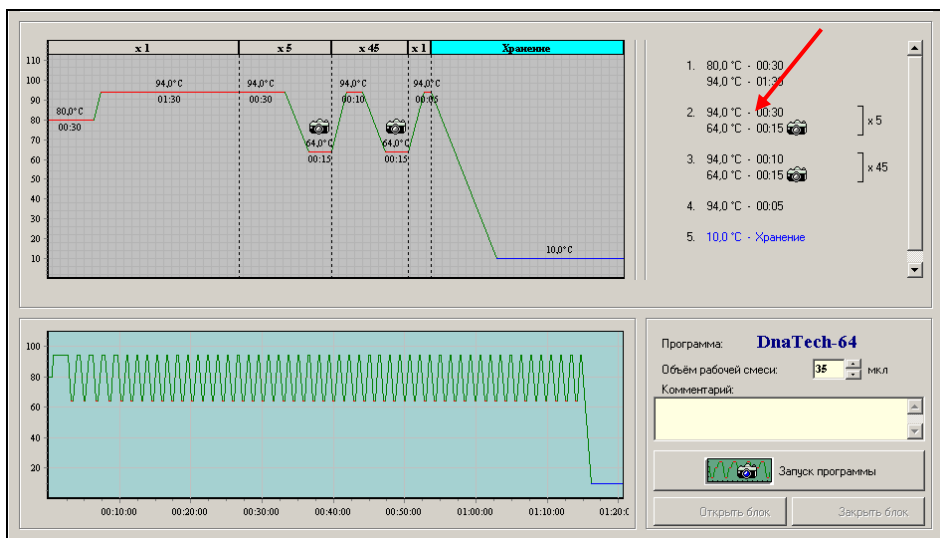 x 1 x 5 x 45 x 1 Хранение
110
100
90
80
70
60
50
40
30
20
10
80,0°C
00:30
94,0°C
01:30
94,0°C
00:30
64,0°C
00:15
94,0°C
00:10
64,0°C
00:15
94,0°C
00:05
10,0°C
1. 80,0 °C - 00:30
94,0 °C - 01:30
2. 94,0 °C - 00:30
64,0 °C - 00:15
x 5
3. 94,0 °C - 00:10
64,0 °C - 00:15
x 45
4. 94,0 °C - 00:05
5. 10,0 °C - Хранение
100
80
60
40
20
00:10:00 00:20:00 00:30:00 00:40:00 00:50:00 01:00:00 01:10:00 01:20:0
Программа: DnaTech-64
Объём рабочей смеси: 35 мкл
Комментарий:
Запуск программы
Открыть блок Закрыть блок